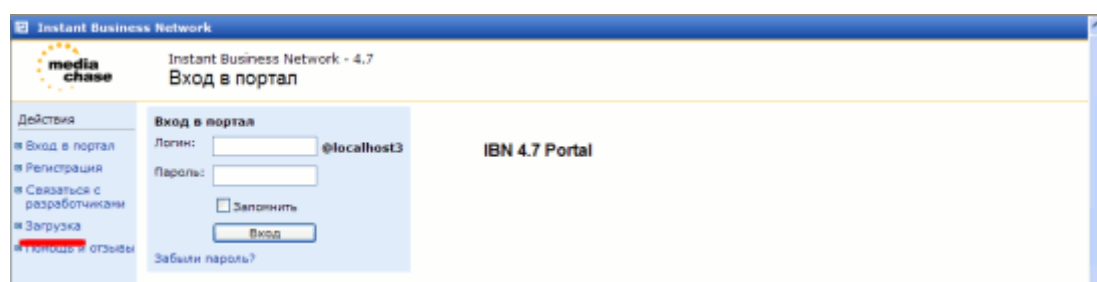 Instant Business Network
media
chase
Instant Business Network - 4.7
Вход в портал
Действия
Вход в портал
Регистрация
Связаться с
разработчиками
Загрузка
Помощь и отзывы
Вход в портал
Логин:
@localhost3
Пароль:
Запомнить
Вход
Забыли пароль?
IBN 4.7 Portal